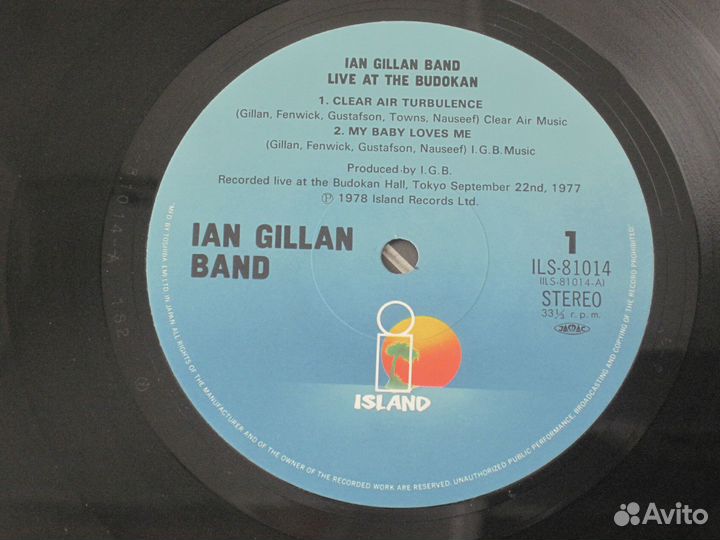 IAN GILLAN BAND
LIVE AT THE BUDOKAN
1. CLEAR AIR TURBULENCE
(Gillan, Fenwick, Gustafson, Towns, Nauseef) Clear Air Music
2. MY BABY LOVES ME
(Gillan, Fenwick, Gustafson, Nauseef) I.G.B. Music
Produced by I.G.B.
Recorded live at the Budokan Hall, Tokyo September 22nd, 1977
Ⓟ 1978 Island Records Ltd.
IAN GILLAN
BAND
1
ILS-81014
(ILS-81014-A)
STEREO
33⅓ r.p.m.
JASRAC
ISLAND
"MFD BY TOSHIBA EMI LTD IN JAPAN ALL RIGHTS OF THE MANUFACTURER AND OF THE OWNER OF THE RECORDED WORK ARE RESERVED. UNAUTHORIZED PUBLIC PERFORMANCE, BROADCASTING AND COPYING OF THE RECORD PROHIBITED"
Avito